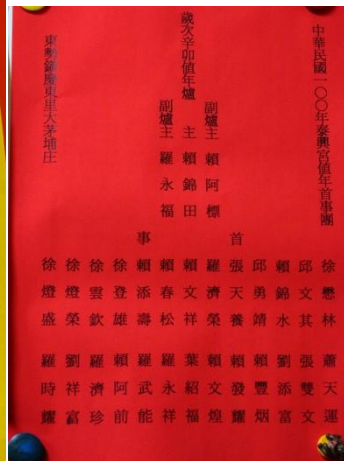 中華民國一〇〇年泰興宮值年首事團
歲次辛卯值年爐
副爐主 賴阿標
主 賴錦田
副爐主 羅永福
首
事
徐懋林 蕭天運
邱文其 張雙文
賴錦水 劉添富
邱勇靖 賴豐烟
張天養 賴發耀
羅濟榮 賴文煌
賴文祥 葉紹福
賴春松 羅永祥
賴添壽 羅武能
徐登雄 賴阿前
徐雲欽 羅濟珍
徐燈榮 劉祥富
徐燈盛 羅時耀
東勢鎮慶東里大茅埔庄